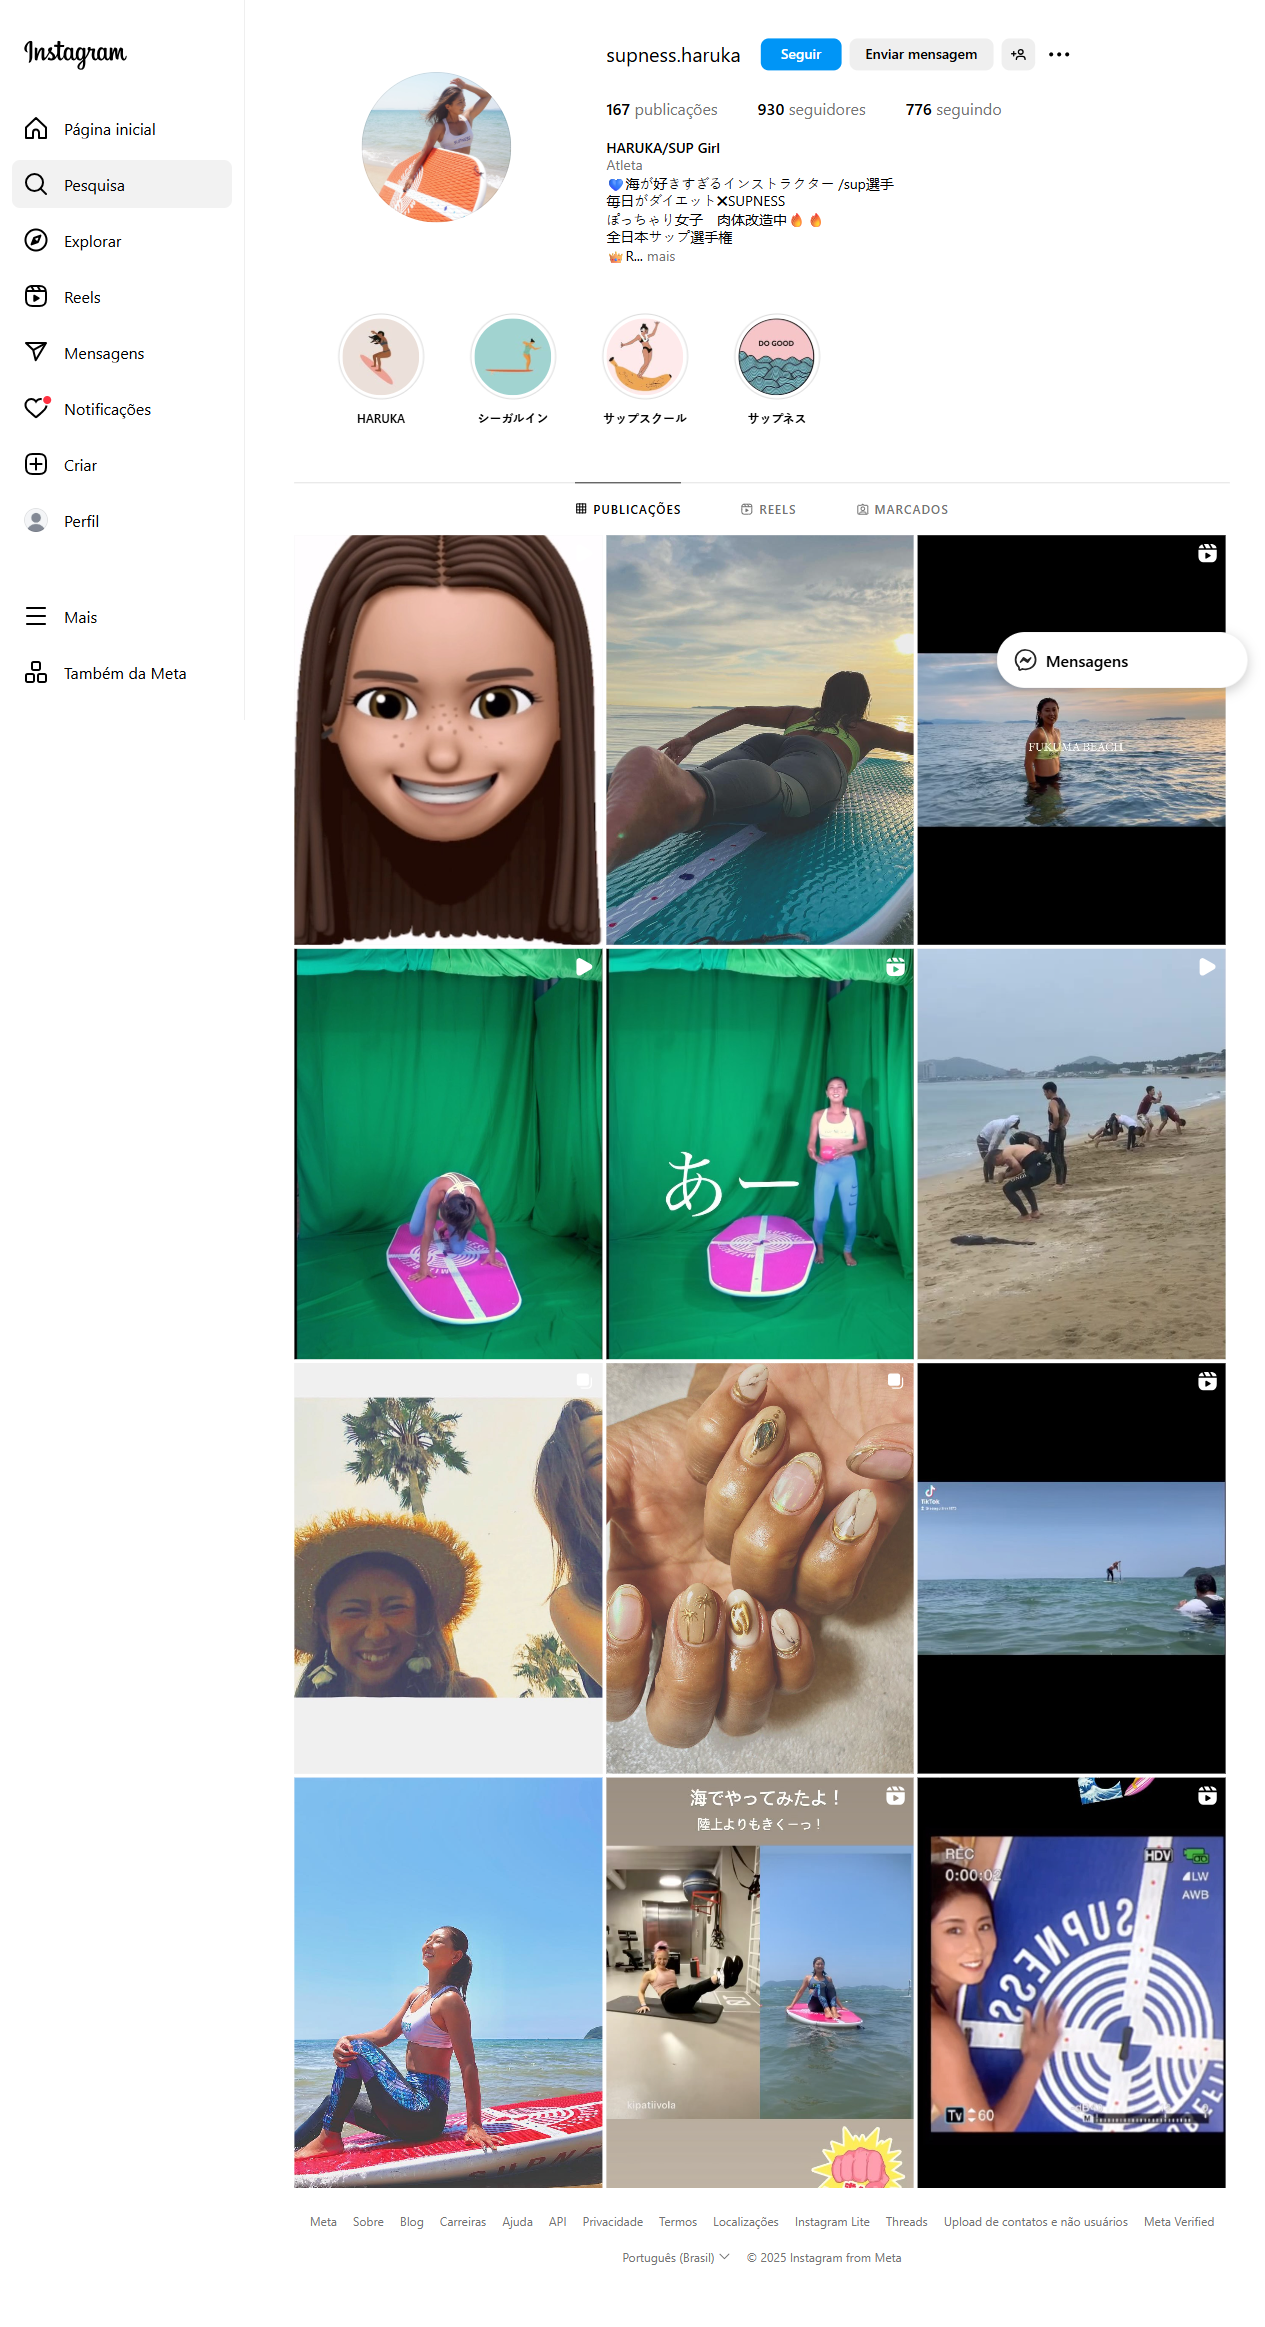 Instagram
Página inicial
Pesquisa
Explorar
Reels
Mensagens
Notificações
Criar
Perfil
Mais
Também da Meta
supness.haruka Seguir Enviar mensagem
167 publicações 930 seguidores 776 seguindo
HARUKA/SUP Girl
Atleta
💙海が好きすぎるインストラクター /sup選手
毎日がダイエット❌SUPNESS
ぽっちゃり女子　肉体改造中🔥🔥
全日本サップ選手権
👑R... mais
DO GOOD
HARUKA シーガルイン サップスクール サップネス
PUBLICAÇÕES REELS MARCADOS
Mensagens
FUKUMA BEACH
あー
TikTok
海でやってみたよ！
陸上よりもきくーっ！
kipatiivola
REC
0:00:02
HDV
LW
AWB
SUPNESS
Tv 60
Meta Sobre Blog Carreiras Ajuda API Privacidade Termos Localizações Instagram Lite Threads Upload de contatos e não usuários Meta Verified
Português (Brasil) © 2025 Instagram from Meta